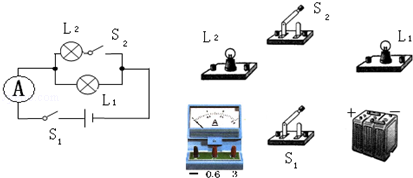 L₂
S₂
A
L₁
S₁
S₂
L₂
L₁
A
− 0.6 3
S₁
+ −